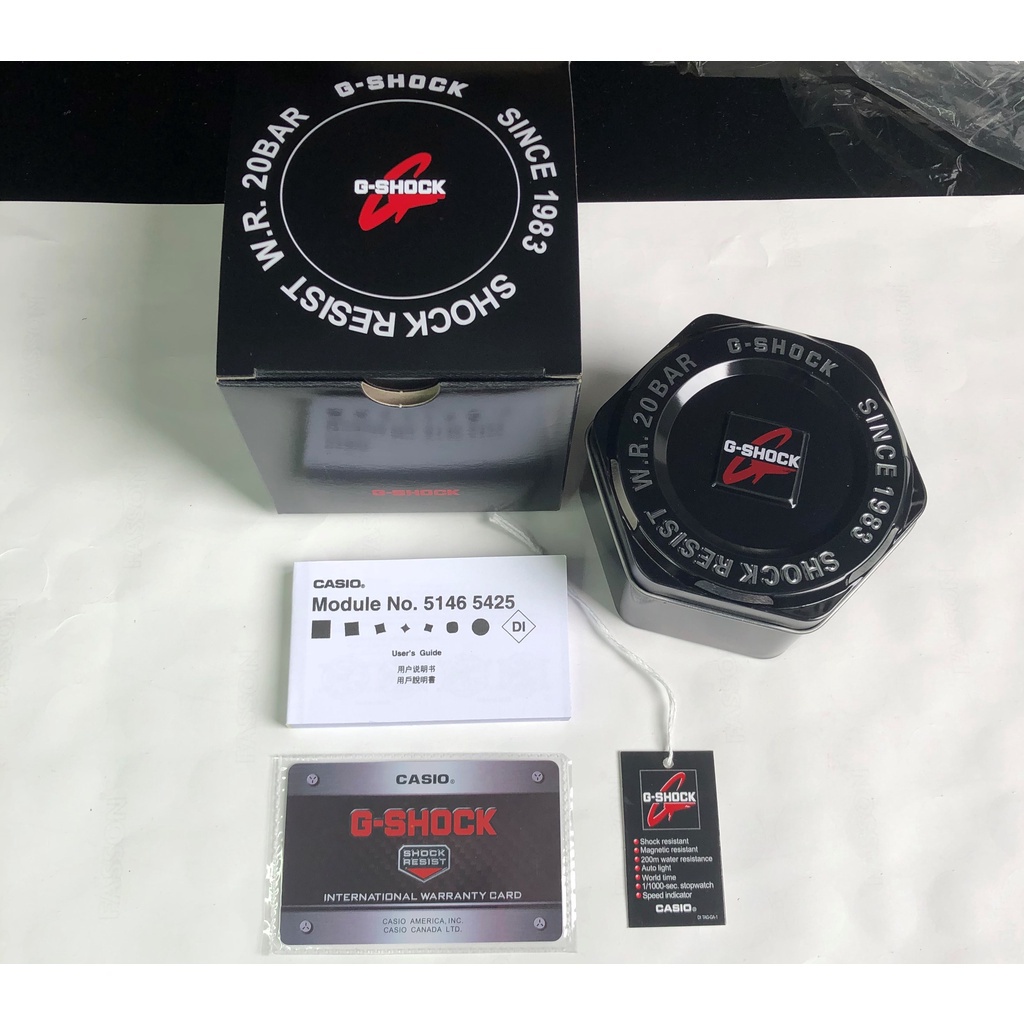 G-SHOCK
SINCE 1983
SHOCK RESIST
W.R. 20BAR
G-SHOCK
G-SHOCK
G-SHOCK
SINCE 1983
SHOCK RESIST
W.R. 20BAR
G-SHOCK
CASIO®
Module No. 5146 5425
DI
User's Guide
用户说明书
用戶說明書
CASIO®
G-SHOCK
SHOCK
RESIST
INTERNATIONAL WARRANTY CARD
CASIO AMERICA, INC.
CASIO CANADA LTD.
G-SHOCK
Shock resistant
Magnetic resistant
200m water resistance
Auto light
World time
1/1000-sec. stopwatch
Speed indicator
CASIO®